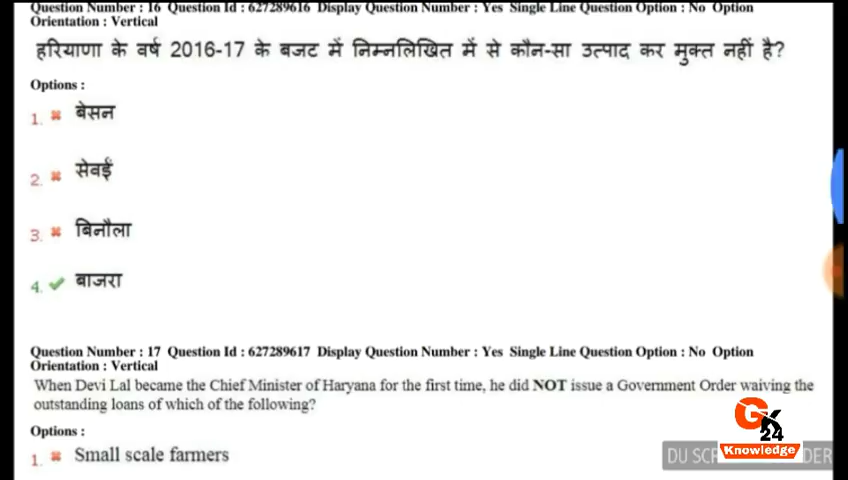 Question Number : 16 Question Id : 627289616 Display Question Number : Yes Single Line Question Option : No Option
Orientation : Vertical
हरियाणा के वर्ष 2016-17 के बजट में निम्नलिखित में से कौन-सा उत्पाद कर मुक्त नहीं है?
Options :
1. बेसन
2. सेवईं
3. बिनौला
4. बाजरा
Question Number : 17 Question Id : 627289617 Display Question Number : Yes Single Line Question Option : No Option
Orientation : Vertical
When Devi Lal became the Chief Minister of Haryana for the first time, he did NOT issue a Government Order waiving the
outstanding loans of which of the following?
Options :
1. Small scale farmers
GK
24
Knowledge
DU SC
DER